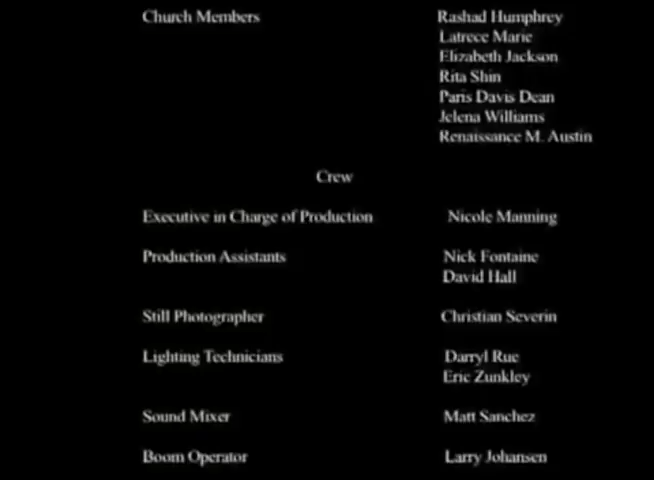 Church Members Rashad Humphrey
Latrece Marie
Elizabeth Jackson
Rita Shin
Paris Davis Dean
Jelena Williams
Renaissance M. Austin
Crew
Executive in Charge of Production Nicole Manning
Production Assistants Nick Fontaine
David Hall
Still Photographer Christian Severin
Lighting Technicians Darryl Rue
Eric Zunkley
Sound Mixer Matt Sanchez
Boom Operator Larry Johansen